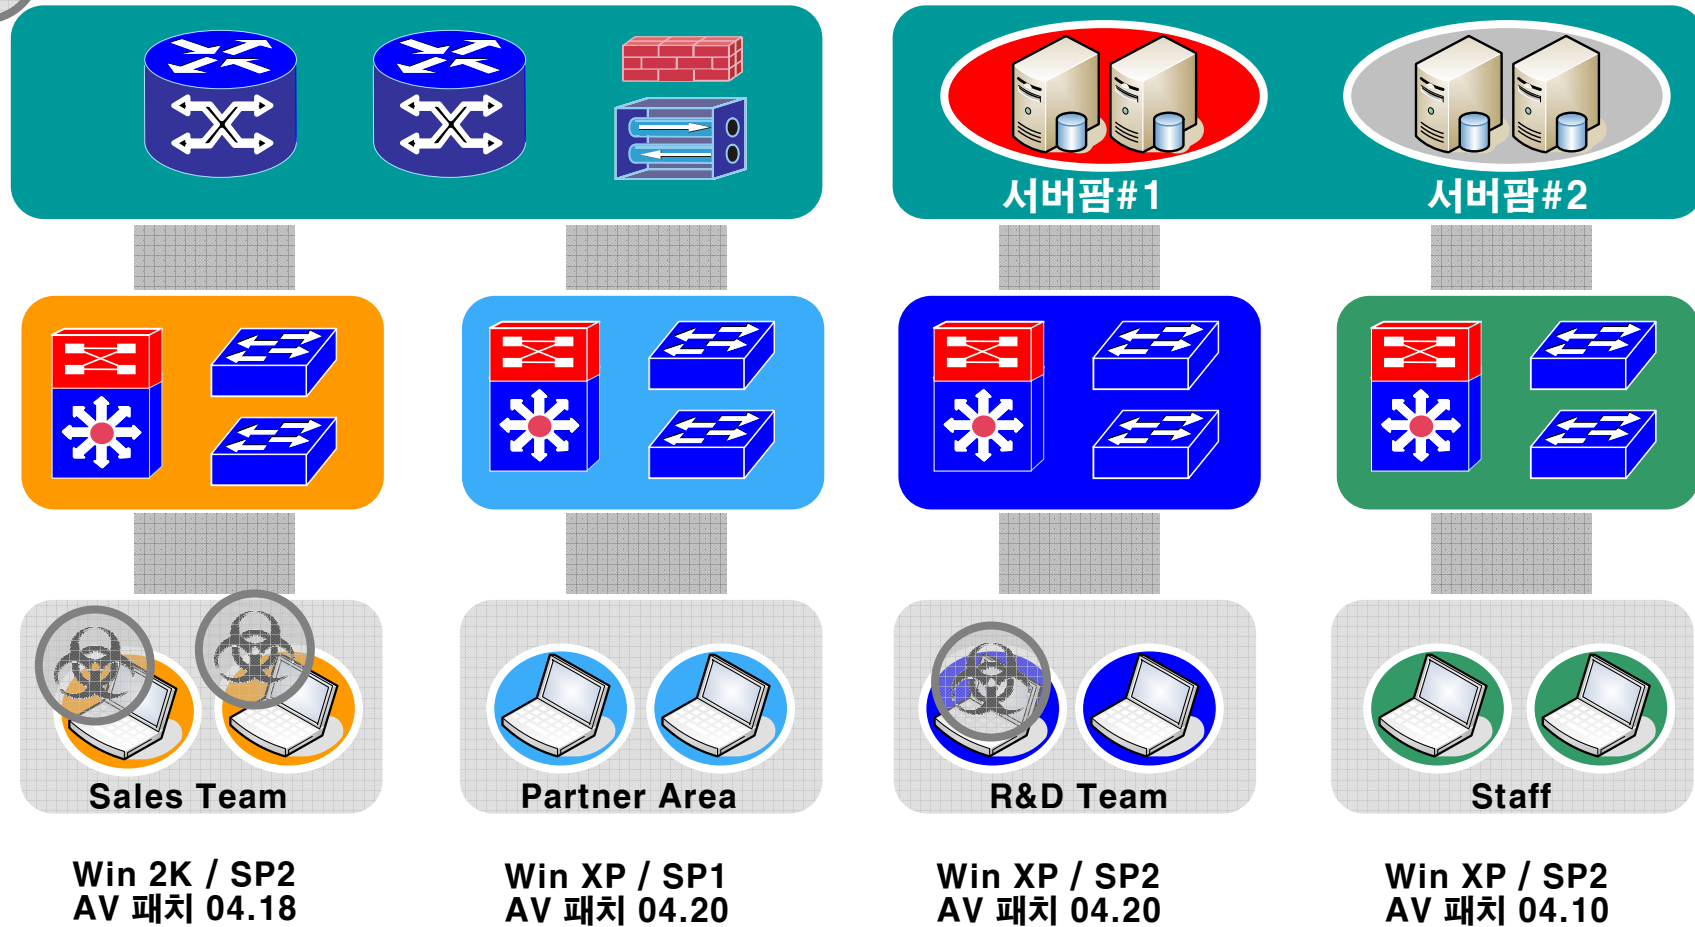 서버팜#1
서버팜#2
Sales Team
Partner Area
R&D Team
Staff
Win 2K / SP2
AV 패치 04.18
Win XP / SP1
AV 패치 04.20
Win XP / SP2
AV 패치 04.20
Win XP / SP2
AV 패치 04.10